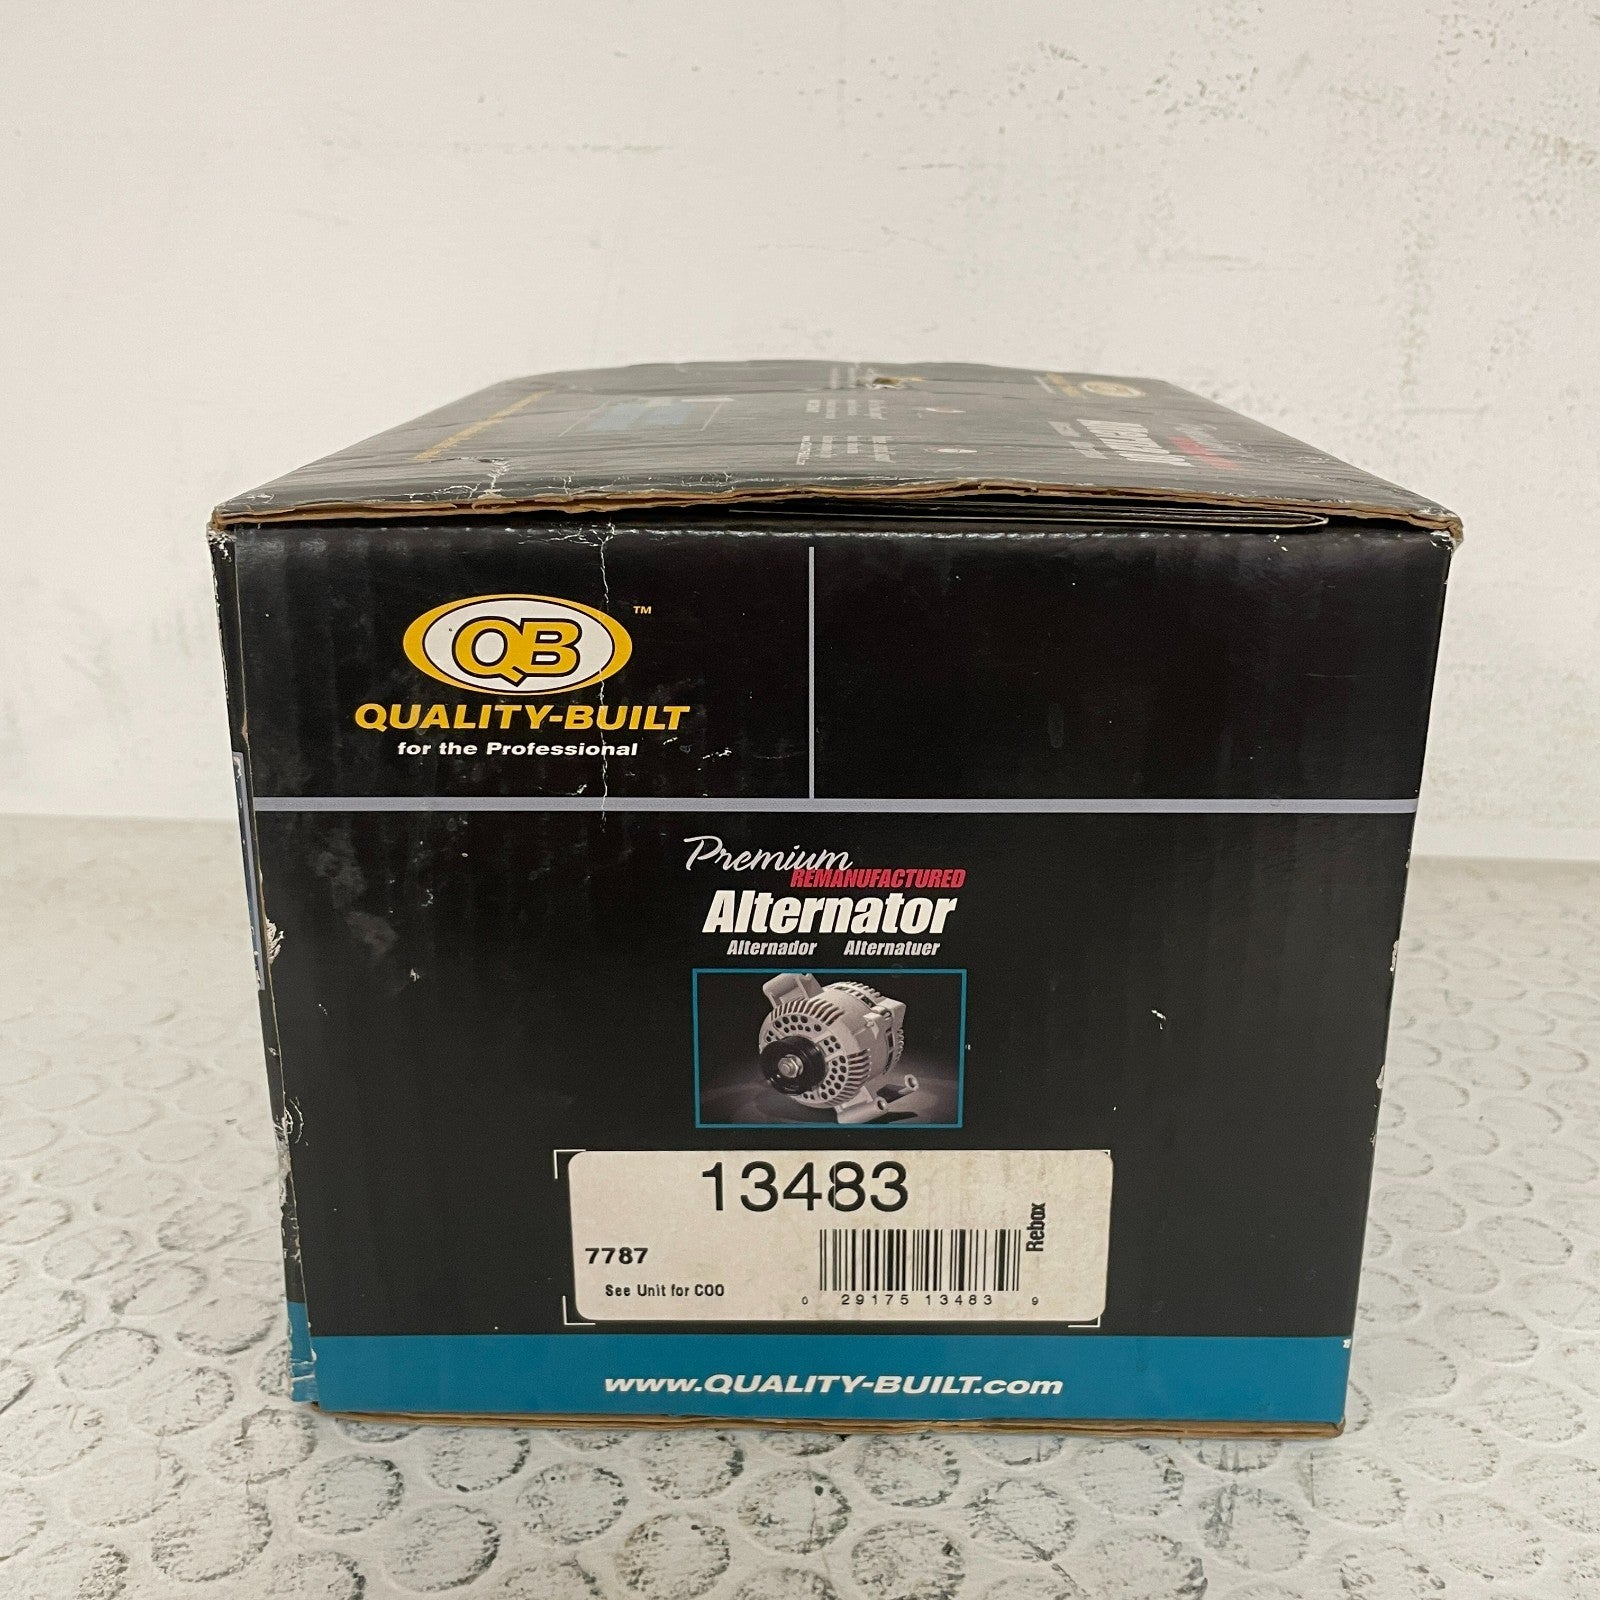 QB
TM
QUALITY-BUILT
for the Professional
Premium
REMANUFACTURED
Alternator
Alternador Alternatuer
13483
7787
See Unit for COO
Rebox
0 29175 13483 9
www.QUALITY-BUILT.com